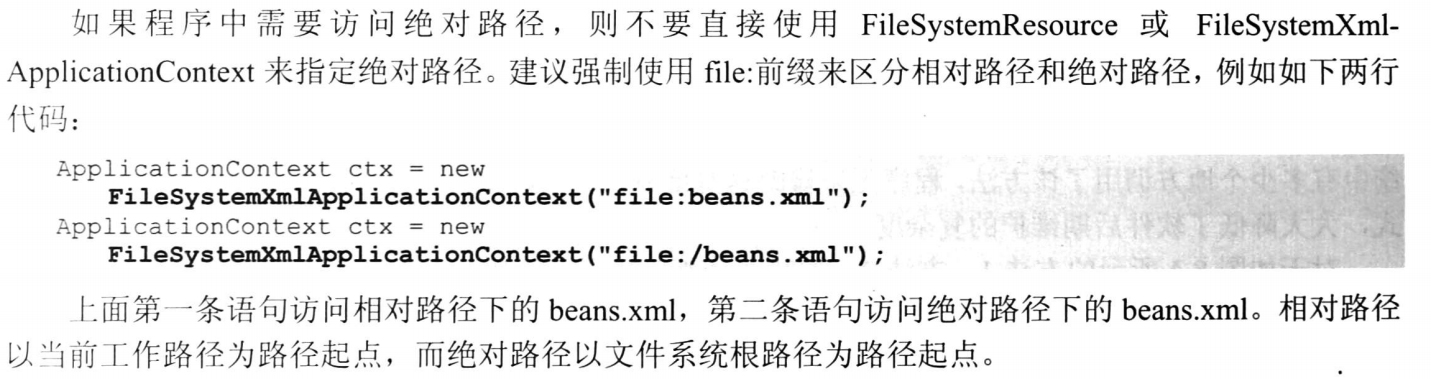 如果程序中需要访问绝对路径，则不要直接使用 FileSystemResource 或 FileSystemXml-
ApplicationContext 来指定绝对路径。建议强制使用 file:前缀来区分相对路径和绝对路径，例如如下两行
代码：
ApplicationContext ctx = new
FileSystemXmlApplicationContext("file:beans.xml");
ApplicationContext ctx = new
FileSystemXmlApplicationContext("file:/beans.xml");
上面第一条语句访问相对路径下的 beans.xml，第二条语句访问绝对路径下的 beans.xml。相对路径
以当前工作路径为路径起点，而绝对路径以文件系统根路径为路径起点。